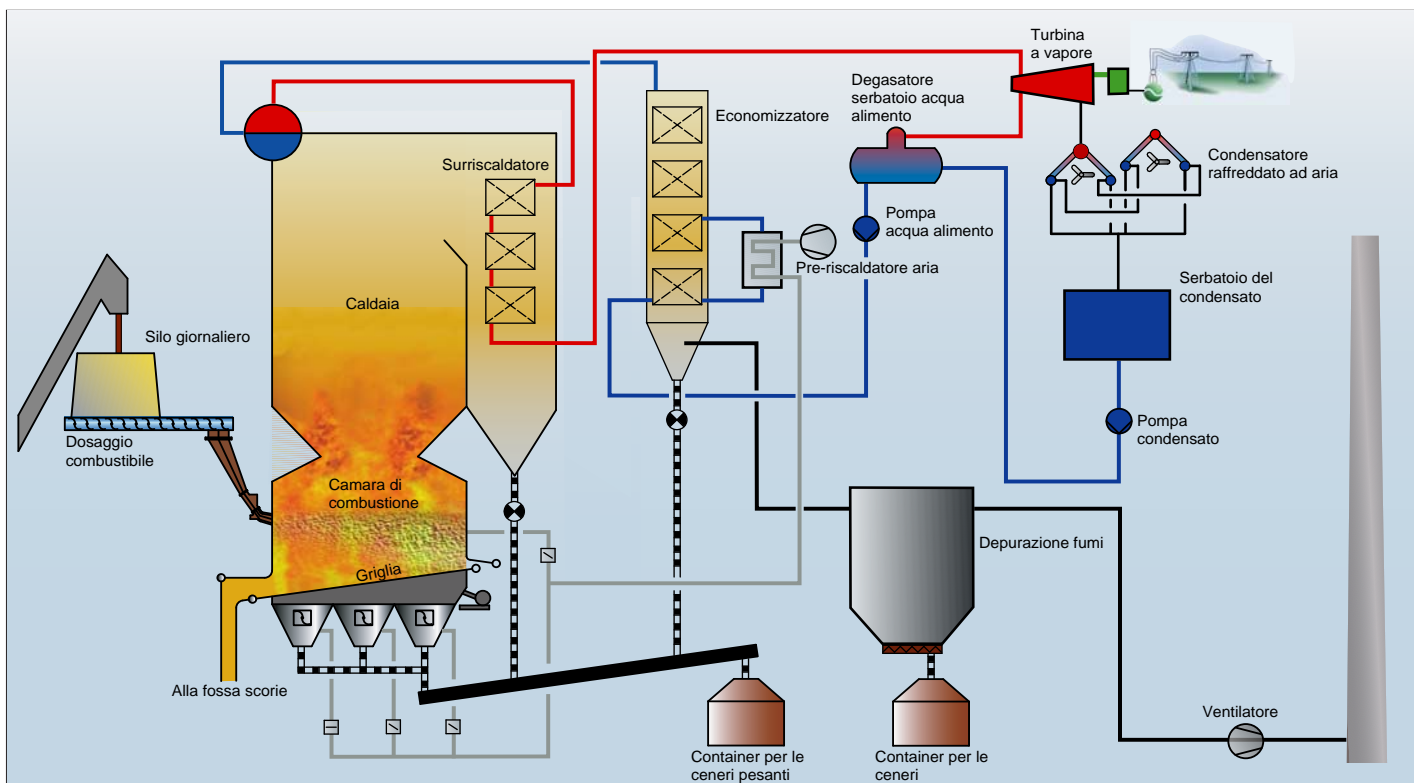 Turbina
a vapore
Degasatore
serbatoio acqua
alimento
Economizzatore
Surriscaldatore
Condensatore
raffreddato ad aria
Pompa
acqua alimento
Pre-riscaldatore aria
Serbatoio del
condensato
Caldaia
Silo giornaliero
Dosaggio
combustibile
Pompa
condensato
Camara di
combustione
Depurazione fumi
Griglia
Alla fossa scorie
Ventilatore
Container per le
ceneri pesanti
Container per le
ceneri